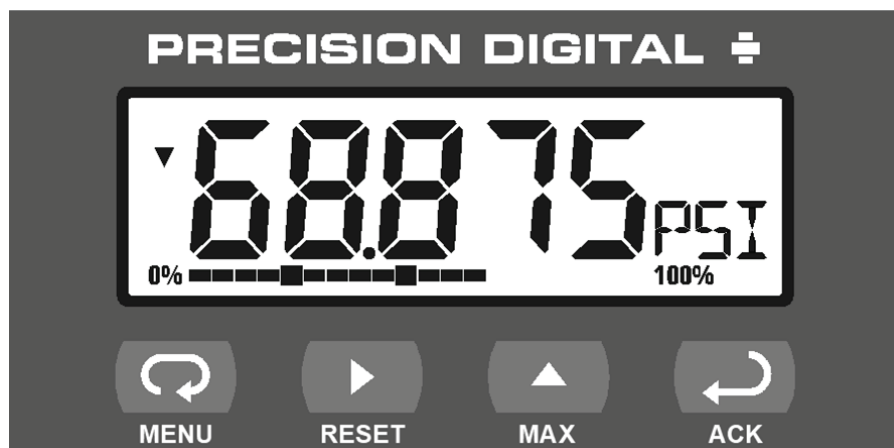 PRECISION DIGITAL
68.875 PSI
0% 100%
MENU RESET MAX ACK